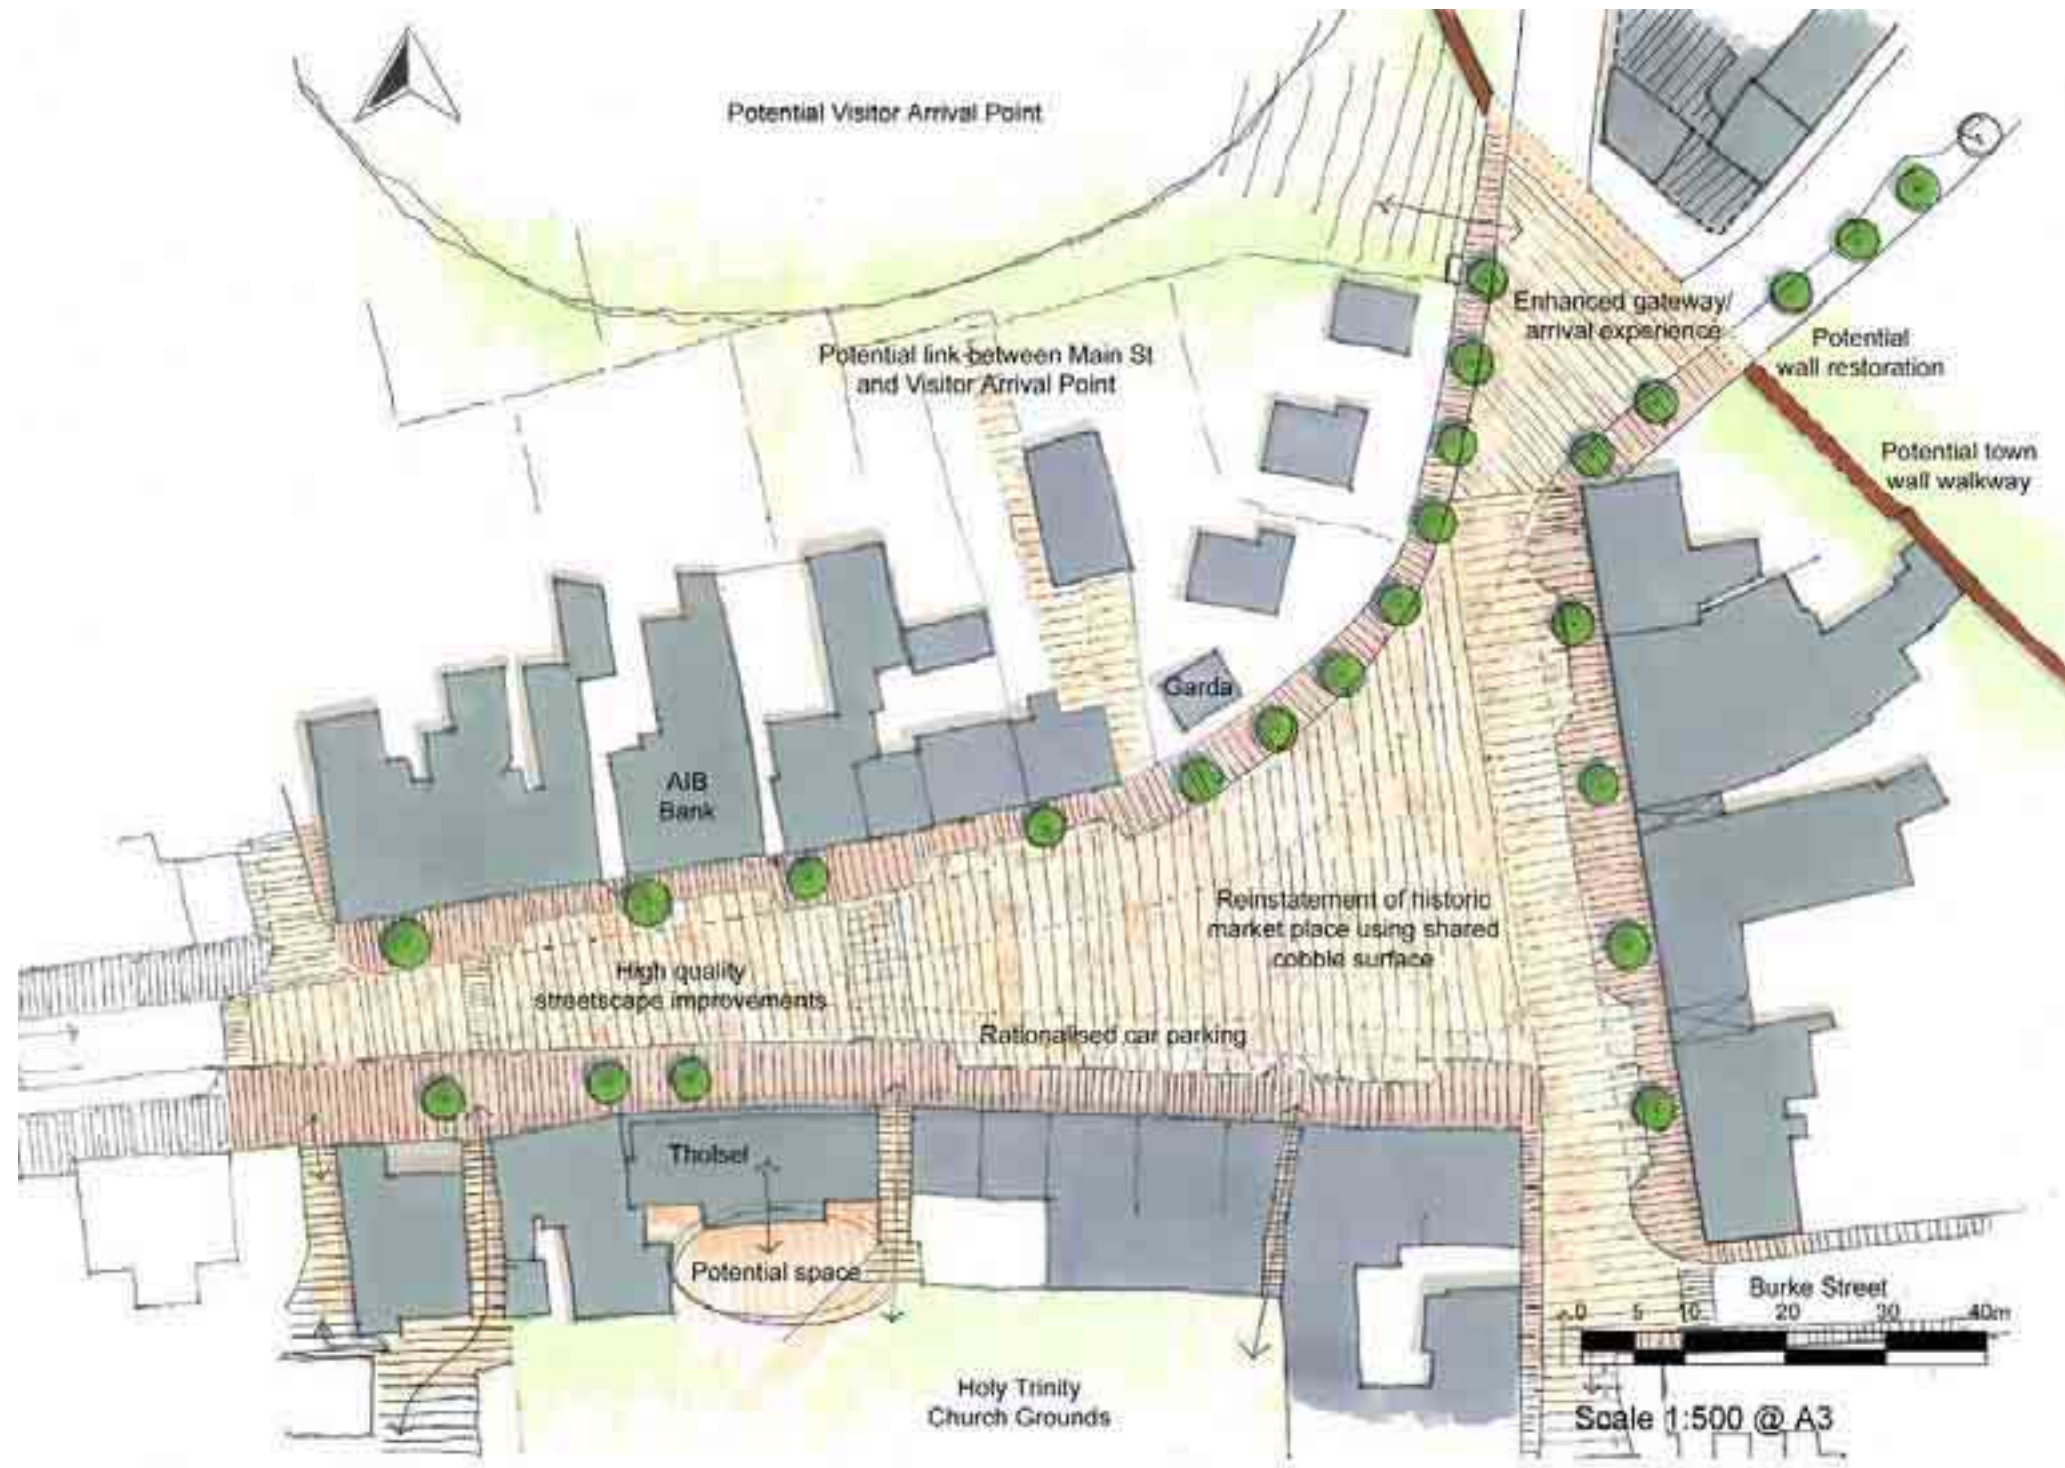 Potential Visitor Arrival Point
Enhanced gateway/
arrival experience
Potential
wall restoration
Potential link between Main St
and Visitor Arrival Point
Potential town
wall walkway
Garda
AIB
Bank
Reinstatement of historic
market place using shared
cobble surface
High quality
streetscape improvements
Rationalised car parking
Tholsel
Potential space
Burke Street
0 5 10 20 30 40m
Holy Trinity
Church Grounds
Scale 1:500 @ A3